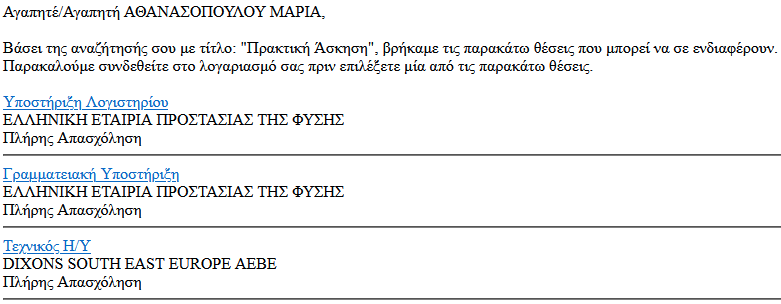 Αγαπητέ/Αγαπητή ΑΘΑΝΑΣΟΠΟΥΛΟΥ ΜΑΡΙΑ,
Βάσει της αναζήτησής σου με τίτλο: "Πρακτική Άσκηση", βρήκαμε τις παρακάτω θέσεις που μπορεί να σε ενδιαφέρουν.
Παρακαλούμε συνδεθείτε στο λογαριασμό σας πριν επιλέξετε μία από τις παρακάτω θέσεις.
Υποστήριξη Λογιστηρίου
ΕΛΛΗΝΙΚΗ ΕΤΑΙΡΙΑ ΠΡΟΣΤΑΣΙΑΣ ΤΗΣ ΦΥΣΗΣ
Πλήρης Απασχόληση
Γραμματειακή Υποστήριξη
ΕΛΛΗΝΙΚΗ ΕΤΑΙΡΙΑ ΠΡΟΣΤΑΣΙΑΣ ΤΗΣ ΦΥΣΗΣ
Πλήρης Απασχόληση
Τεχνικός Η/Υ
DIXONS SOUTH EAST EUROPE ΑΕΒΕ
Πλήρης Απασχόληση